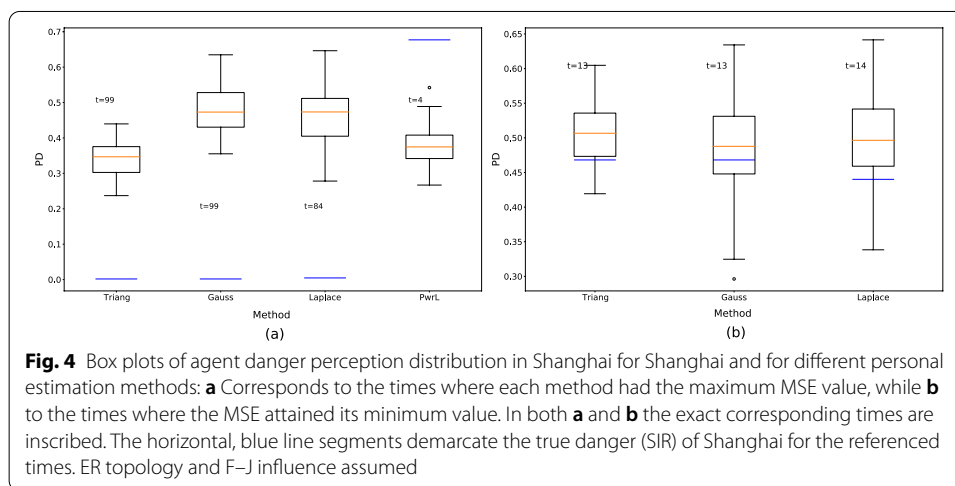 0.7
0.6
0.5
0.4
0.3
0.2
0.1
0.0
PD
t=99
t=99
t=84
t=4
Triang
Gauss
Laplace
PwrL
Method
(a)
0.65
0.60
0.55
0.50
0.45
0.40
0.35
0.30
PD
t=13
t=13
t=14
Triang
Gauss
Laplace
Method
(b)
Fig. 4 Box plots of agent danger perception distribution in Shanghai for Shanghai and for different personal
estimation methods: a Corresponds to the times where each method had the maximum MSE value, while b
to the times where the MSE attained its minimum value. In both a and b the exact corresponding times are
inscribed. The horizontal, blue line segments demarcate the true danger (SIR) of Shanghai for the referenced
times. ER topology and F–J influence assumed